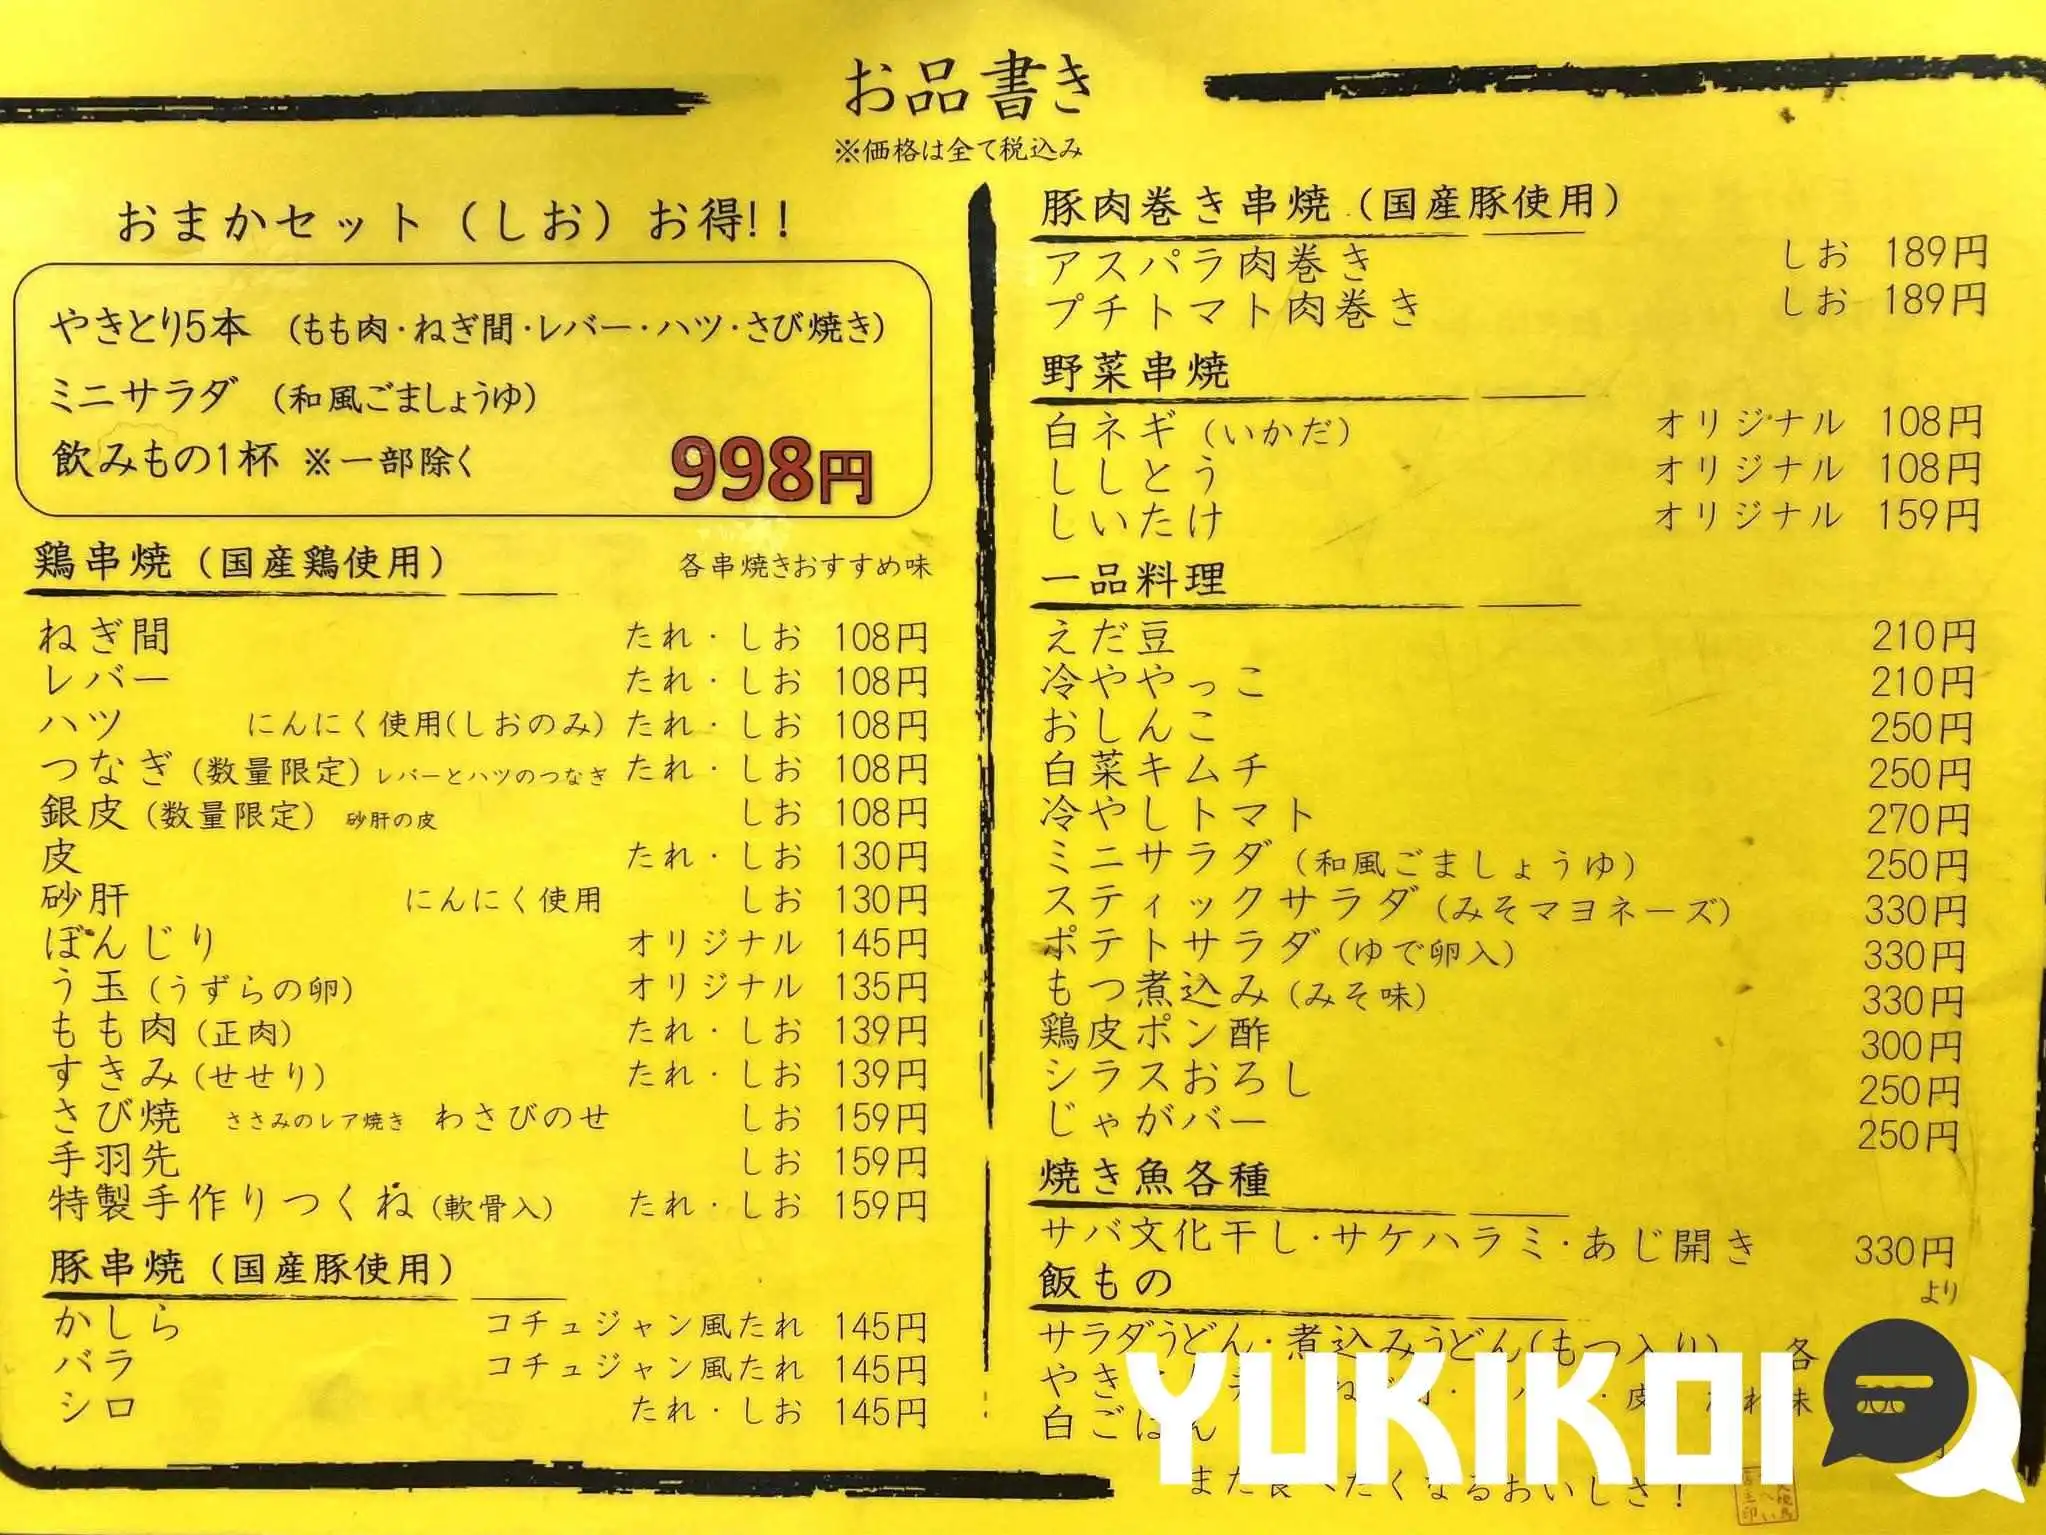 お品書き
※価格は全て税込み
おまかセット（しお）お得!!
やきとり5本 （もも肉・ねぎ間・レバー・ハツ・さび焼き）
ミニサラダ （和風ごましょうゆ）
飲みもの1杯 ※一部除く
998円
鶏串焼（国産鶏使用） 各串焼きおすすめ味
ねぎ間 たれ・しお 108円
レバー たれ・しお 108円
ハツ にんにく使用(しおのみ) たれ・しお 108円
つなぎ（数量限定）レバーとハツのつなぎ たれ・しお 108円
銀皮（数量限定） 砂肝の皮 しお 108円
皮 たれ・しお 130円
砂肝 にんにく使用 しお 130円
ぼんじり オリジナル 145円
う玉（うずらの卵） オリジナル 135円
もも肉（正肉） たれ・しお 139円
すきみ（せせり） たれ・しお 139円
さび焼 ささみのレア焼き わさびのせ しお 159円
手羽先 しお 159円
特製手作りつくね（軟骨入） たれ・しお 159円
豚串焼（国産豚使用）
かしら コチュジャン風たれ 145円
バラ コチュジャン風たれ 145円
シロ たれ・しお 145円
豚肉巻き串焼（国産豚使用）
アスパラ肉巻き しお 189円
プチトマト肉巻き しお 189円
野菜串焼
白ネギ（いかだ） オリジナル 108円
ししとう オリジナル 108円
しいたけ オリジナル 159円
一品料理
えだ豆 210円
冷ややっこ 210円
おしんこ 250円
白菜キムチ 250円
冷やしトマト 270円
ミニサラダ（和風ごましょうゆ） 250円
スティックサラダ（みそマヨネーズ） 330円
ポテトサラダ（ゆで卵入） 330円
もつ煮込み（みそ味） 330円
鶏皮ポン酢 300円
シラスおろし 250円
じゃがバー 250円
焼き魚各種
サバ文化干し・サケハラミ・あじ開き 330円
より
飯もの
サラダうどん・煮込みうどん(もつ入り) 各
やき 皮 味
白ごはん
YUKIKOI
また食べたくなるおいしさ！